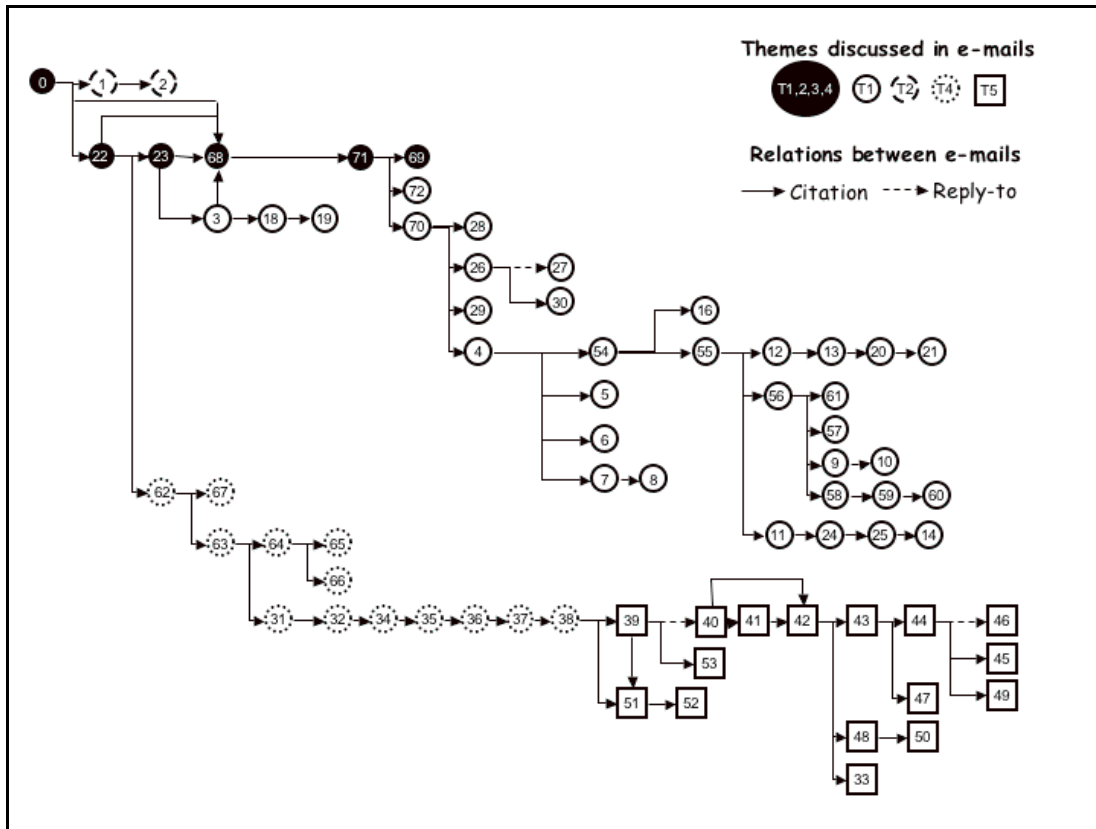 Themes discussed in e-mails
T1,2,3,4 T1 T2 T4 T5
Relations between e-mails
Citation Reply-to
0 1 2
22 23 68 71 69
72
3 18 19 70 28
26 27
30
29 16
4 54 55 12 13 20 21
5 56 61
57
6
9 10
7 8
58 59 60
62 67
11 24 25 14
63 64 65
66
31 32 34 35 36 37 38 39 40 41 42 43 44 46
53 45
49
51 52 47
48 50
33